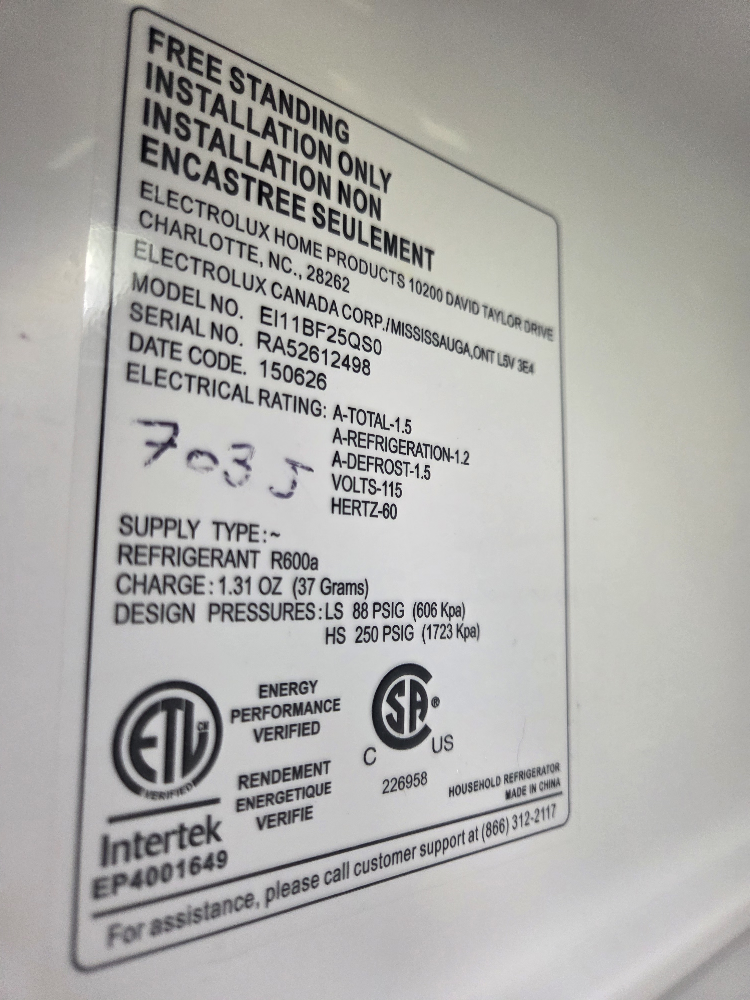 FREE STANDING
INSTALLATION ONLY
INSTALLATION NON
ENCASTREE SEULEMENT
ELECTROLUX HOME PRODUCTS 10200 DAVID TAYLOR DRIVE
CHARLOTTE, NC., 28262
ELECTROLUX CANADA CORP./MISSISSAUGA,ONT L5V 3E4
MODEL NO. EI11BF25QS0
SERIAL NO. RA52612498
DATE CODE. 150626
ELECTRICAL RATING: A-TOTAL-1.5
A-REFRIGERATION-1.2
A-DEFROST-1.5
VOLTS-115
HERTZ-60
703J
SUPPLY TYPE:~
REFRIGERANT R600a
CHARGE: 1.31 OZ (37 Grams)
DESIGN PRESSURES: LS 88 PSIG (606 Kpa)
HS 250 PSIG (1723 Kpa)
ETL CM
VERIFIED
Intertek
EP4001649
ENERGY
PERFORMANCE
VERIFIED
RENDEMENT
ENERGETIQUE
VERIFIE
SA®
C US
226958
HOUSEHOLD REFRIGERATOR
MADE IN CHINA
For assistance, please call customer support at (866) 312-2117